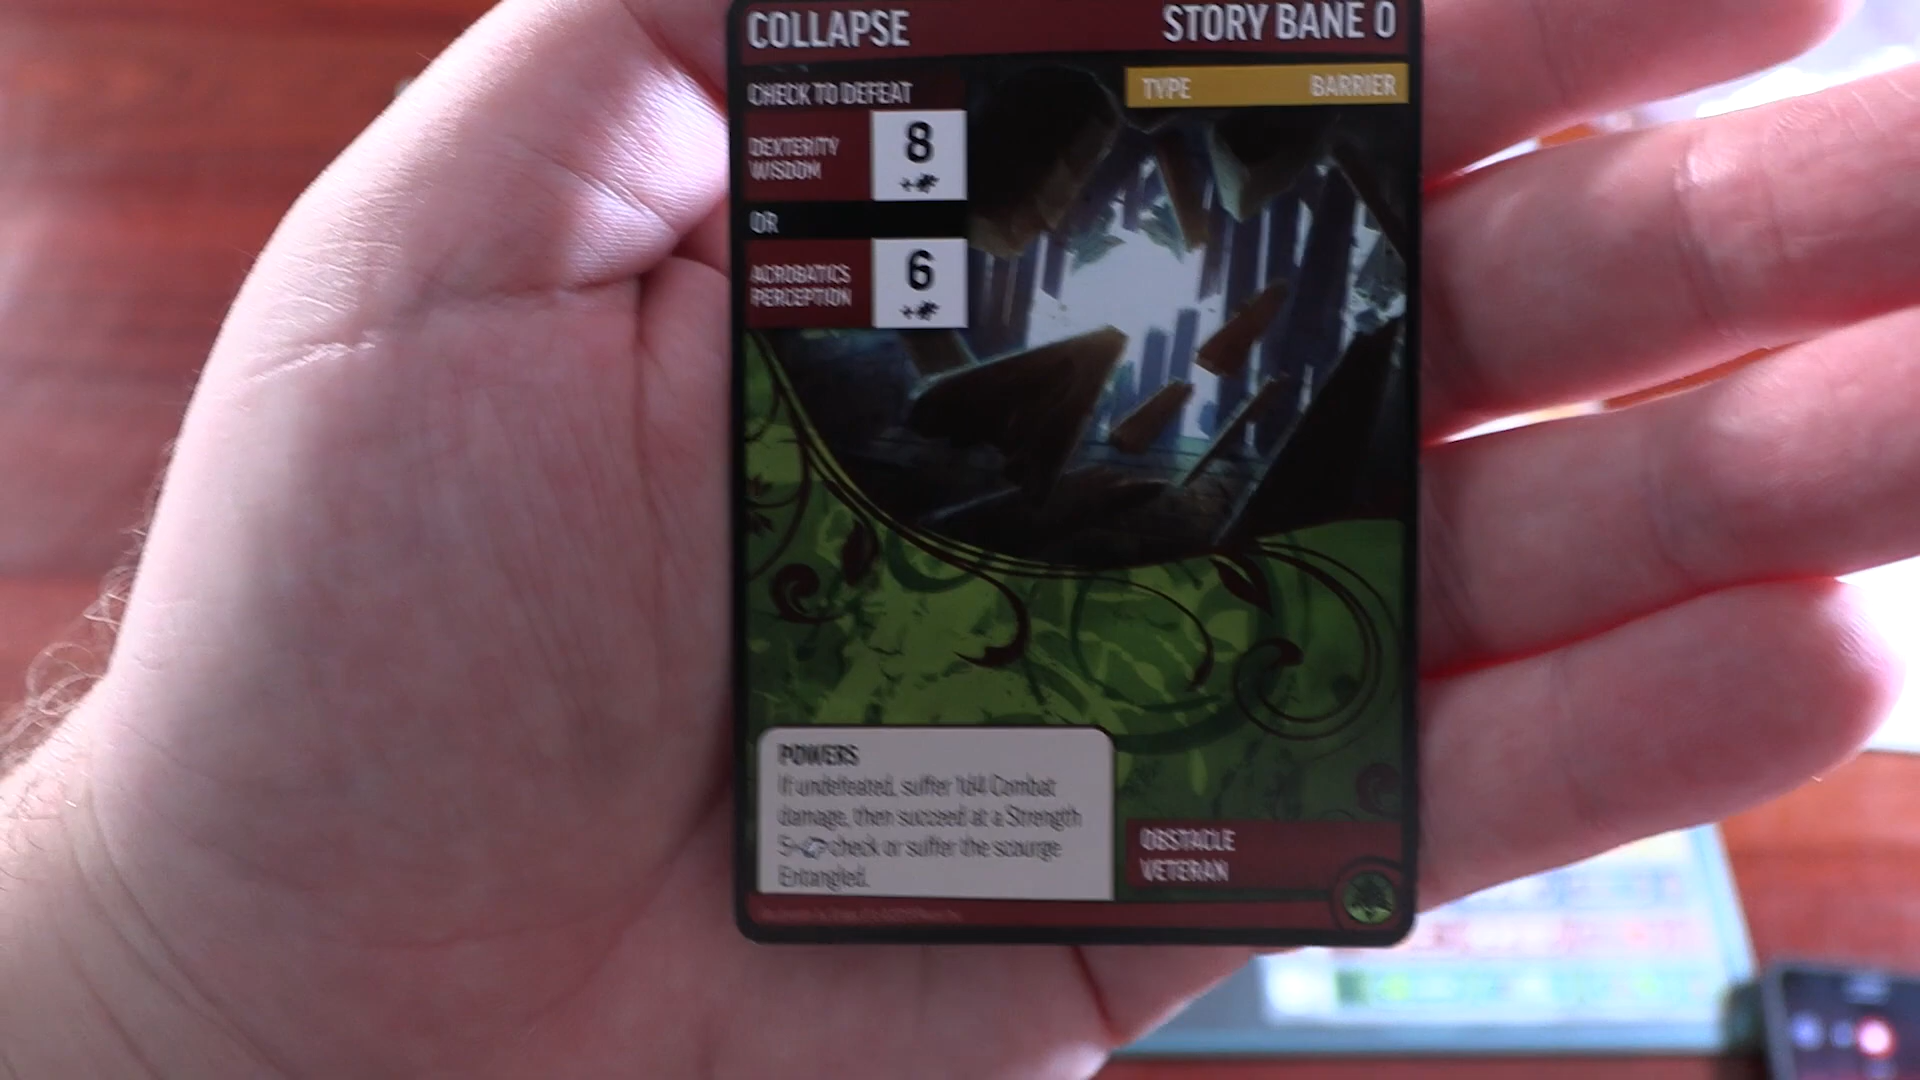 COLLAPSE
STORY BANE 0
CHECK TO DEFEAT
TYPE BARRIER
DEXTERITY
WISDOM
8
+
OR
ACROBATICS
PERCEPTION
6
+
POWERS
If undefeated, suffer 1d4 Combat
damage, then succeed at a Strength
5+ check or suffer the scourge
Entangled.
OBSTACLE
VETERAN